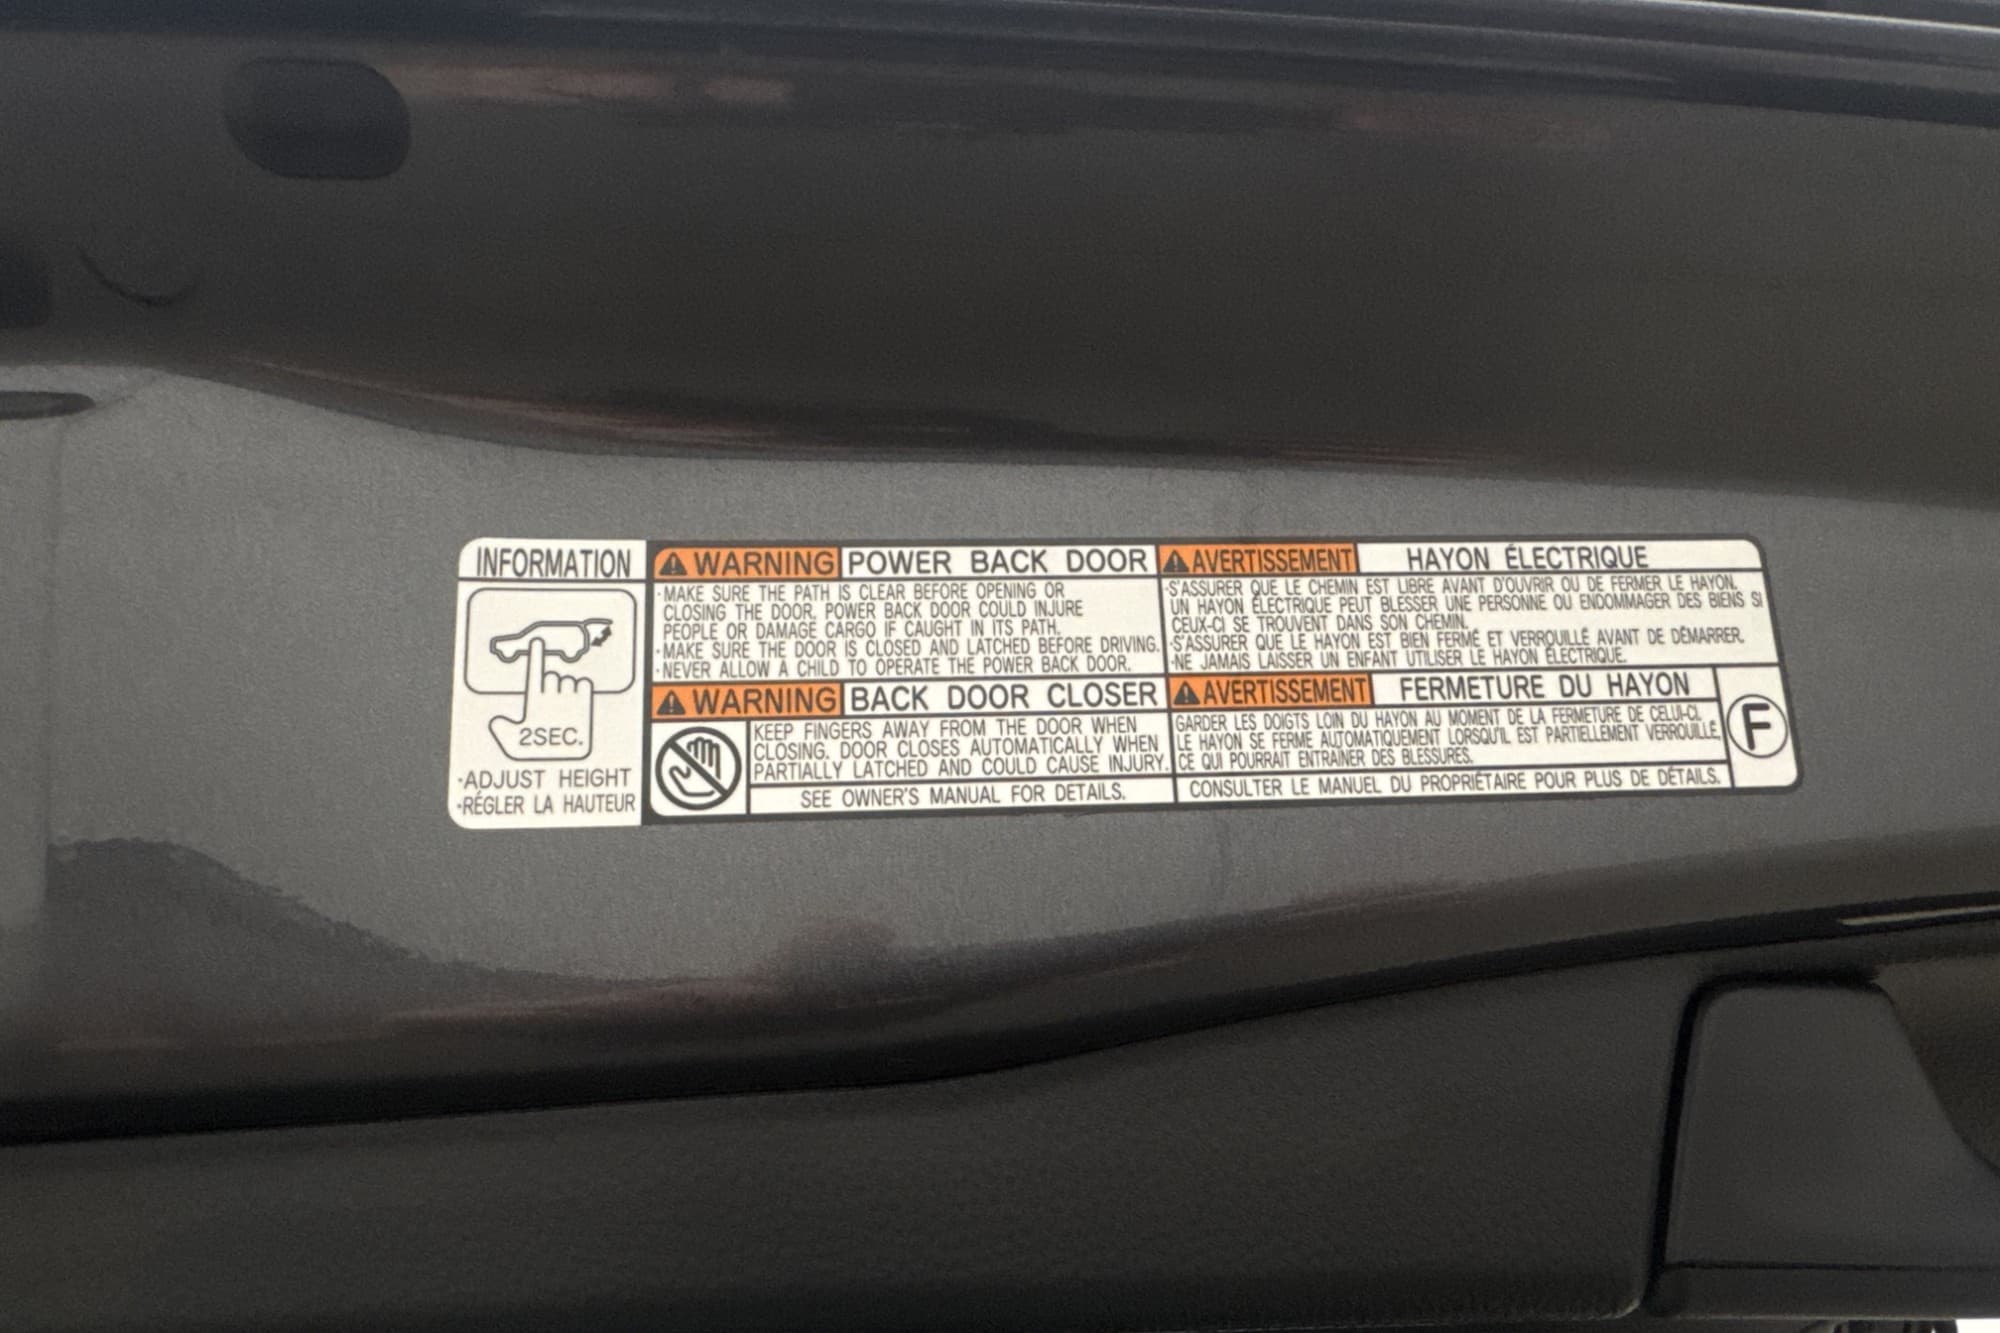 INFORMATION
2SEC.
·ADJUST HEIGHT
·RÉGLER LA HAUTEUR
WARNING POWER BACK DOOR
·MAKE SURE THE PATH IS CLEAR BEFORE OPENING OR
CLOSING THE DOOR. POWER BACK DOOR COULD INJURE
PEOPLE OR DAMAGE CARGO IF CAUGHT IN ITS PATH.
·MAKE SURE THE DOOR IS CLOSED AND LATCHED BEFORE DRIVING.
·NEVER ALLOW A CHILD TO OPERATE THE POWER BACK DOOR.
WARNING BACK DOOR CLOSER
KEEP FINGERS AWAY FROM THE DOOR WHEN
CLOSING. DOOR CLOSES AUTOMATICALLY WHEN
PARTIALLY LATCHED AND COULD CAUSE INJURY.
SEE OWNER'S MANUAL FOR DETAILS.
AVERTISSEMENT HAYON ÉLECTRIQUE
·S'ASSURER QUE LE CHEMIN EST LIBRE AVANT D'OUVRIR OU DE FERMER LE HAYON.
UN HAYON ÉLECTRIQUE PEUT BLESSER UNE PERSONNE OU ENDOMMAGER DES BIENS SI
CEUX-CI SE TROUVENT DANS SON CHEMIN.
·S'ASSURER QUE LE HAYON EST BIEN FERMÉ ET VERROUILLÉ AVANT DE DÉMARRER.
·NE JAMAIS LAISSER UN ENFANT UTILISER LE HAYON ÉLECTRIQUE.
AVERTISSEMENT FERMETURE DU HAYON
GARDER LES DOIGTS LOIN DU HAYON AU MOMENT DE LA FERMETURE DE CELUI-CI.
LE HAYON SE FERME AUTOMATIQUEMENT LORSQU'IL EST PARTIELLEMENT VERROUILLÉ,
CE QUI POURRAIT ENTRAÎNER DES BLESSURES.
CONSULTER LE MANUEL DU PROPRIÉTAIRE POUR PLUS DE DÉTAILS.
F